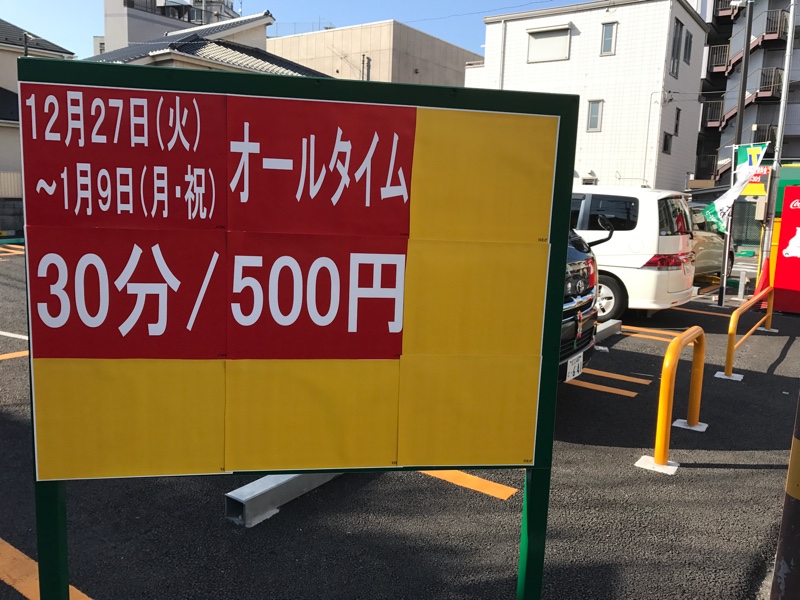 12月27日(火)
~1月9日(月・祝)
オールタイム
30分/500円